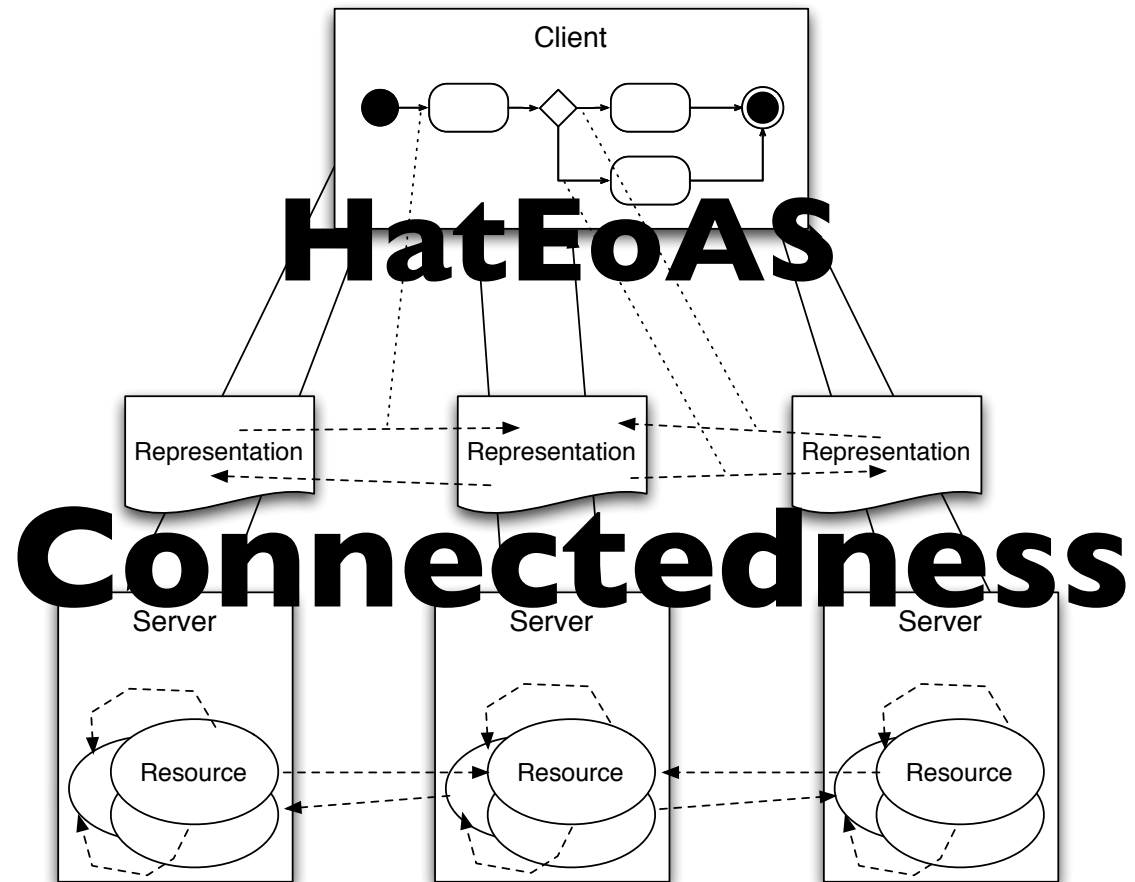 Client
HatEoAS
Representation Representation Representation
Connectedness
Server Server Server
Resource Resource Resource